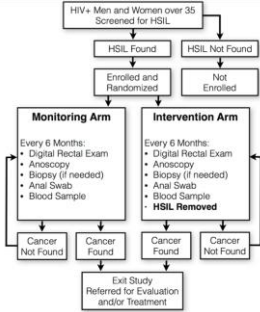 HIV+ Men and Women over 35
Screened for HSIL
HSIL Found
HSIL Not Found
Enrolled and
Randomized
Not
Enrolled
Monitoring Arm
Every 6 Months:
• Digital Rectal Exam
• Anoscopy
• Biopsy (if needed)
• Anal Swab
• Blood Sample
Intervention Arm
Every 6 Months:
• Digital Rectal Exam
• Anoscopy
• Biopsy (if needed)
• Anal Swab
• Blood Sample
- HSIL Removed
Cancer
Not Found
Cancer
Found
Cancer
Found
Cancer
Not Found
Exit Study
Referred for Evaluation
and/or Treatment